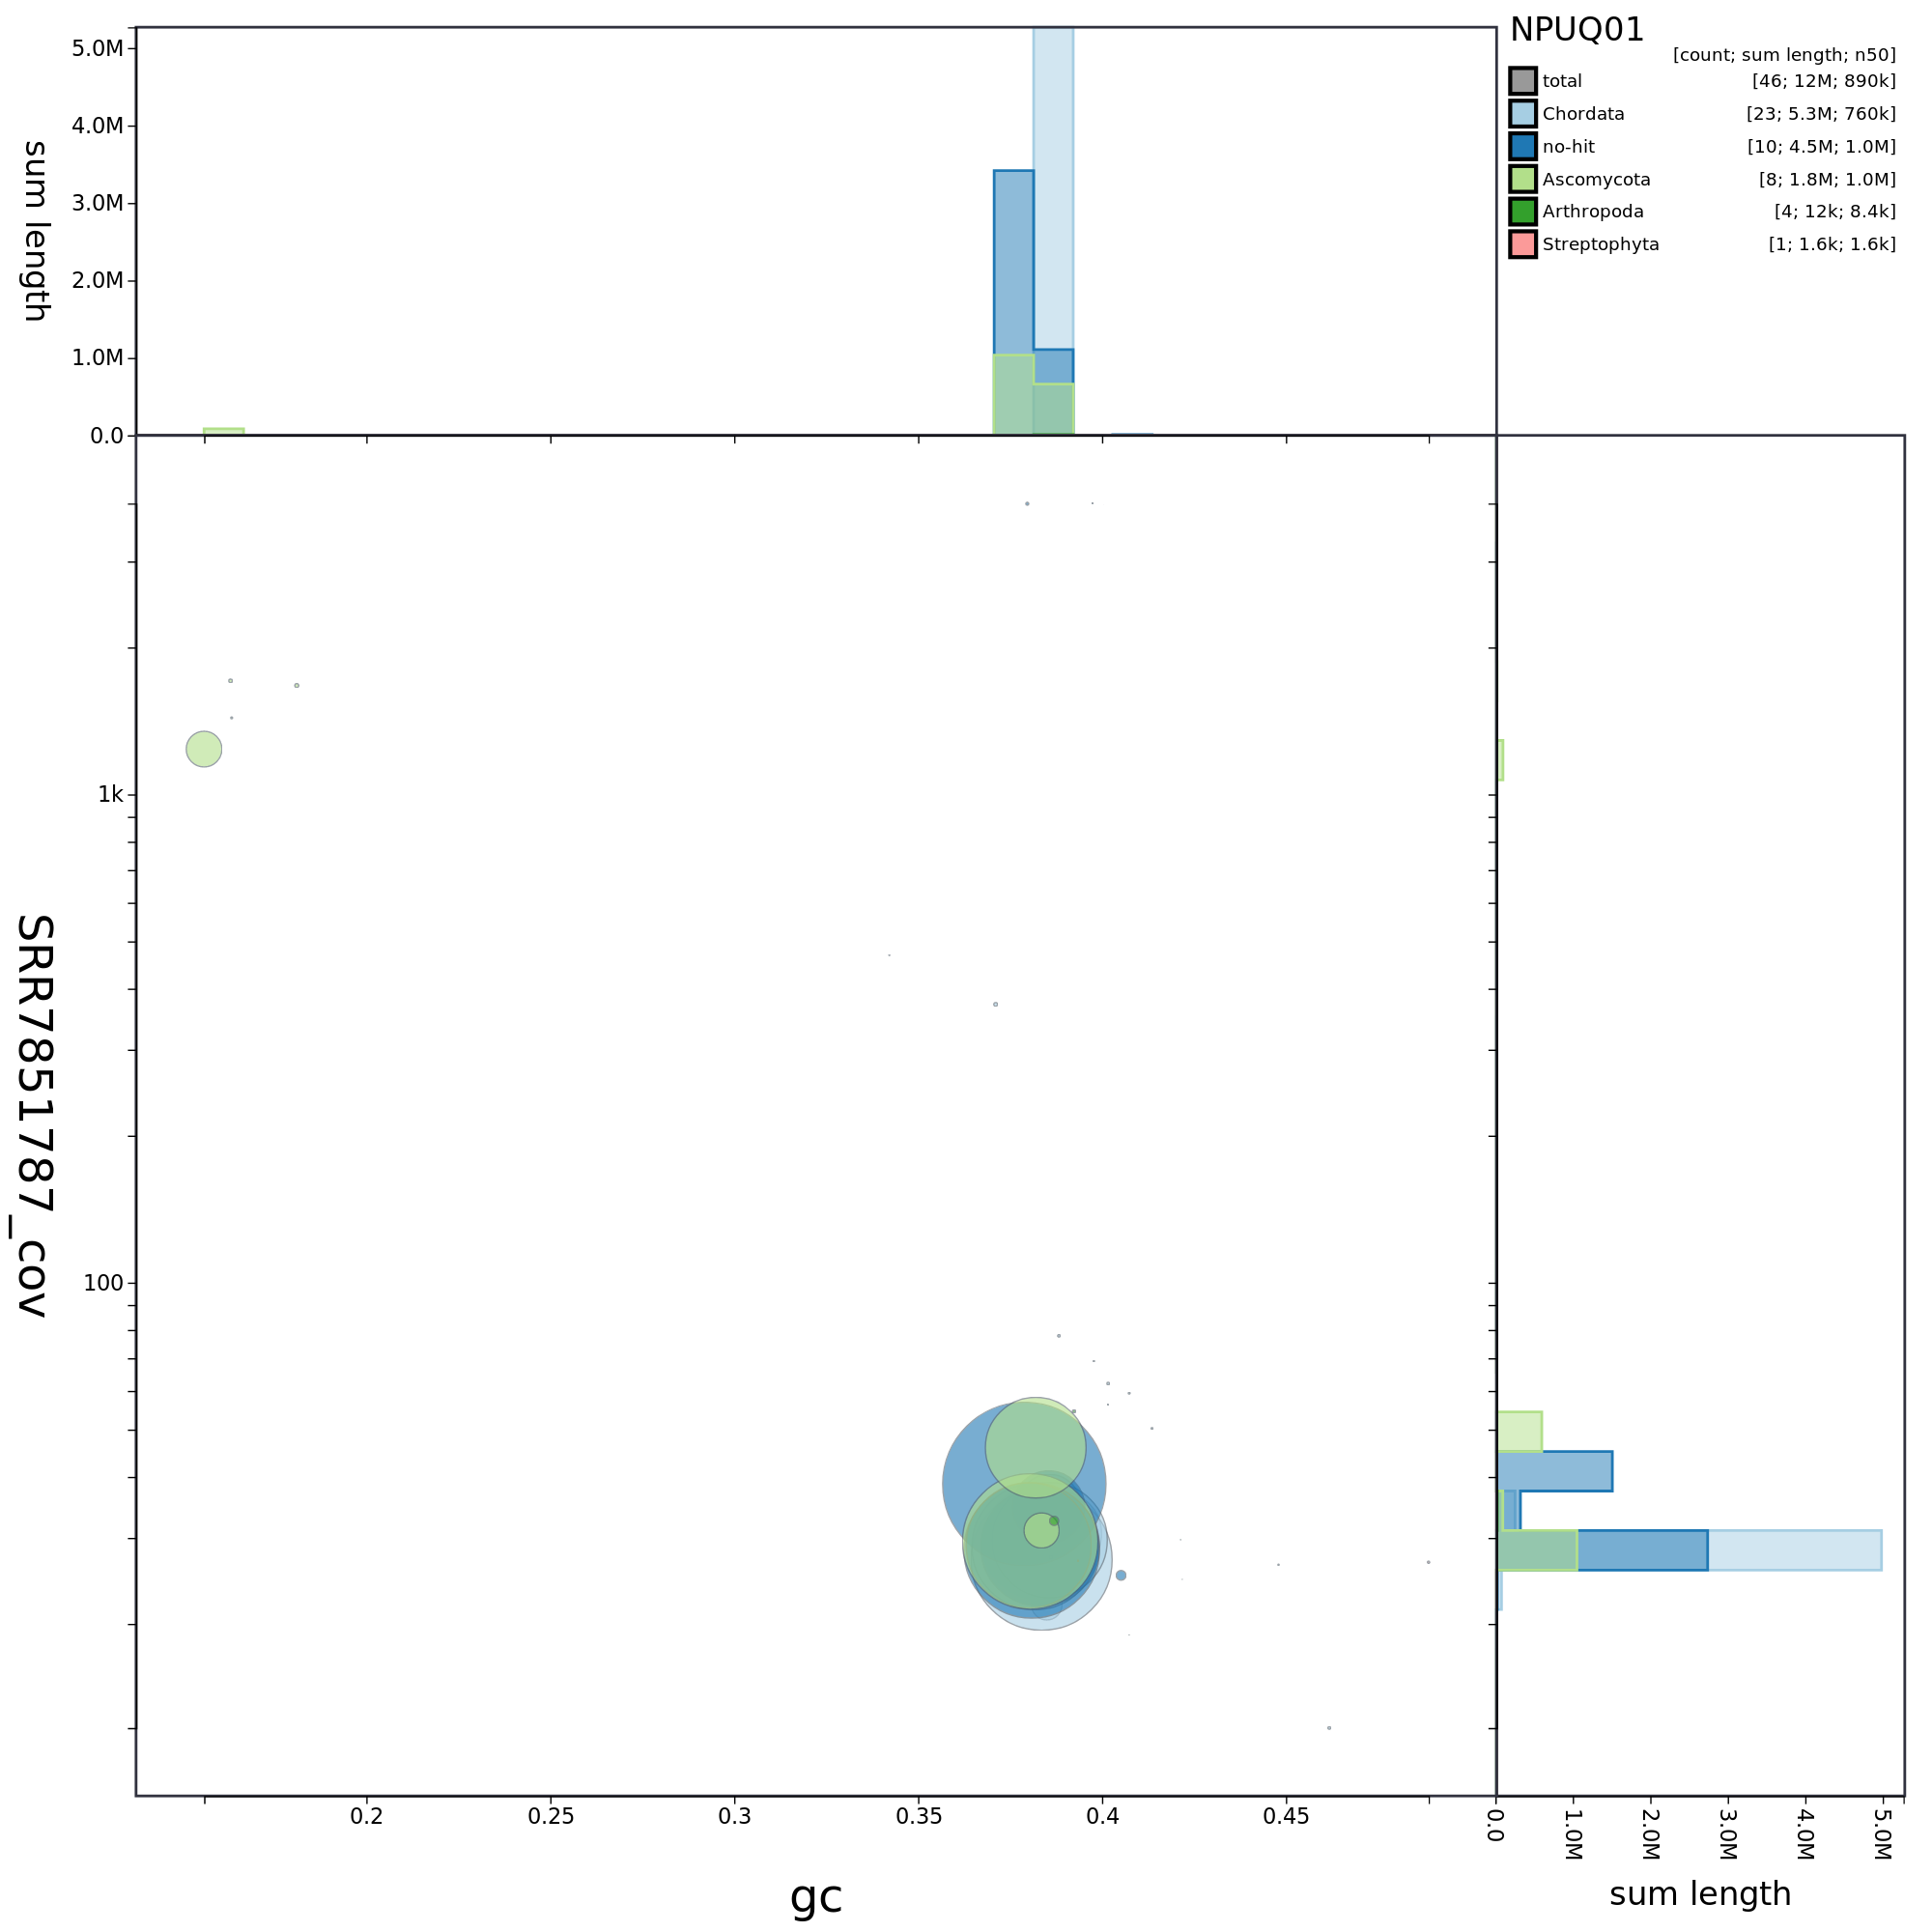 NPUQ01
[count; sum length; n50]
total [46; 12M; 890k]
Chordata [23; 5.3M; 760k]
no-hit [10; 4.5M; 1.0M]
Ascomycota [8; 1.8M; 1.0M]
Arthropoda [4; 12k; 8.4k]
Streptophyta [1; 1.6k; 1.6k]
sum length
5.0M
4.0M
3.0M
2.0M
1.0M
0.0
SRR7851787_cov
1k
100
0.2 0.25 0.3 0.35 0.4 0.45
gc
0.0 1.0M 2.0M 3.0M 4.0M 5.0M
sum length